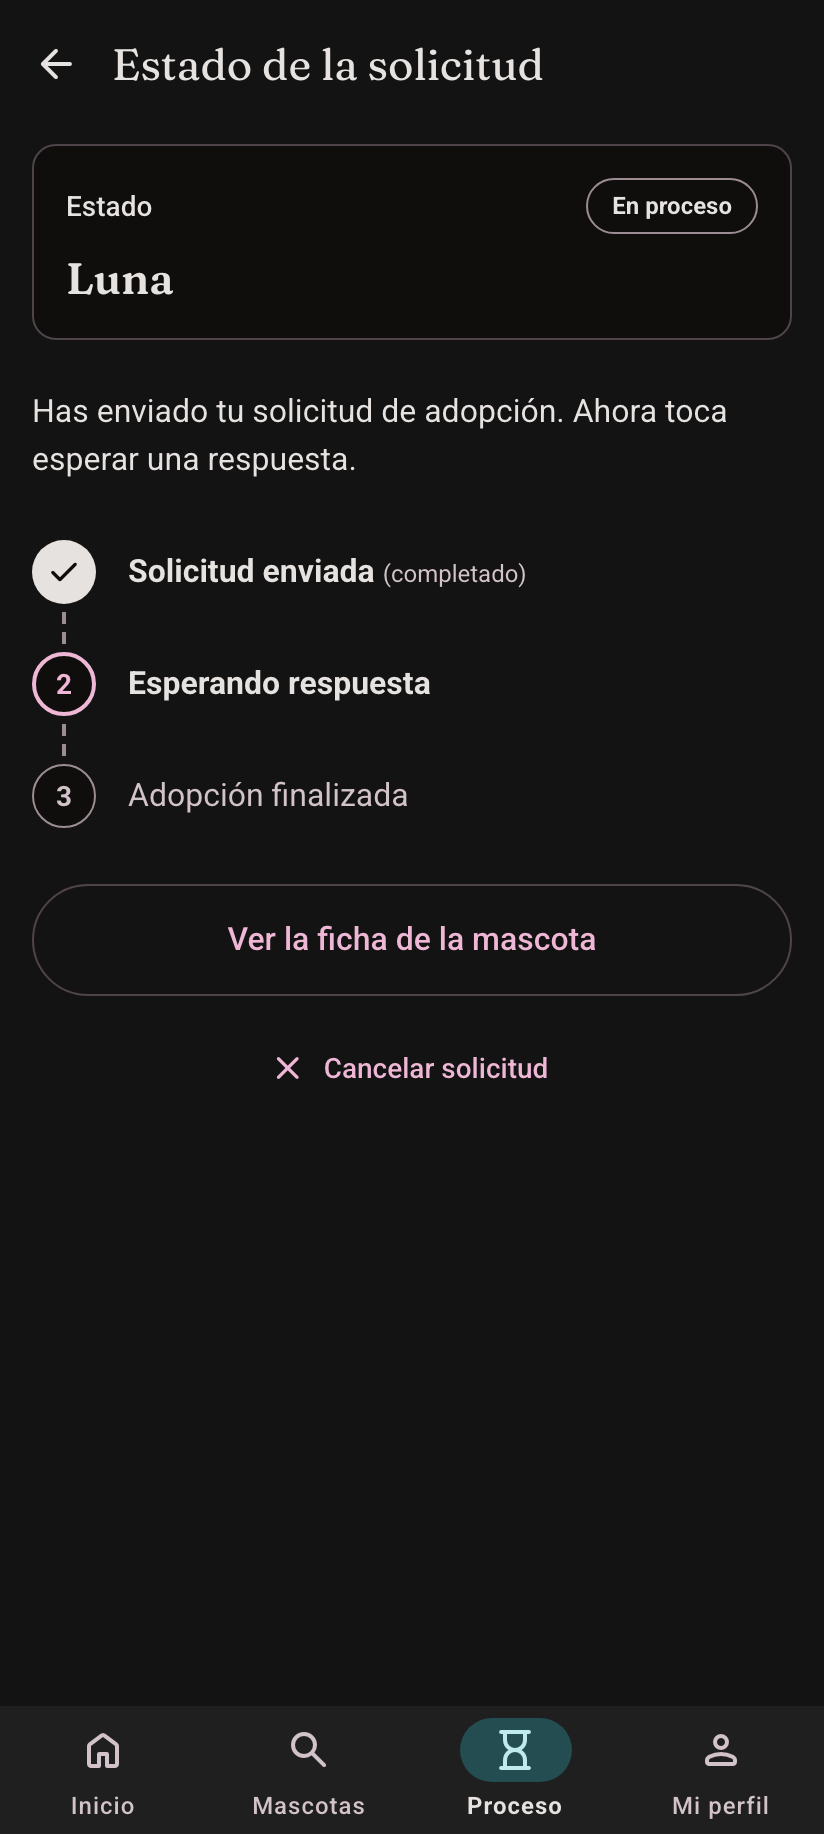 Estado de la solicitud
Estado
En proceso
Luna
Has enviado tu solicitud de adopción. Ahora toca
esperar una respuesta.
Solicitud enviada (completado)
2
Esperando respuesta
3
Adopción finalizada
Ver la ficha de la mascota
Cancelar solicitud
Inicio
Mascotas
Proceso
Mi perfil